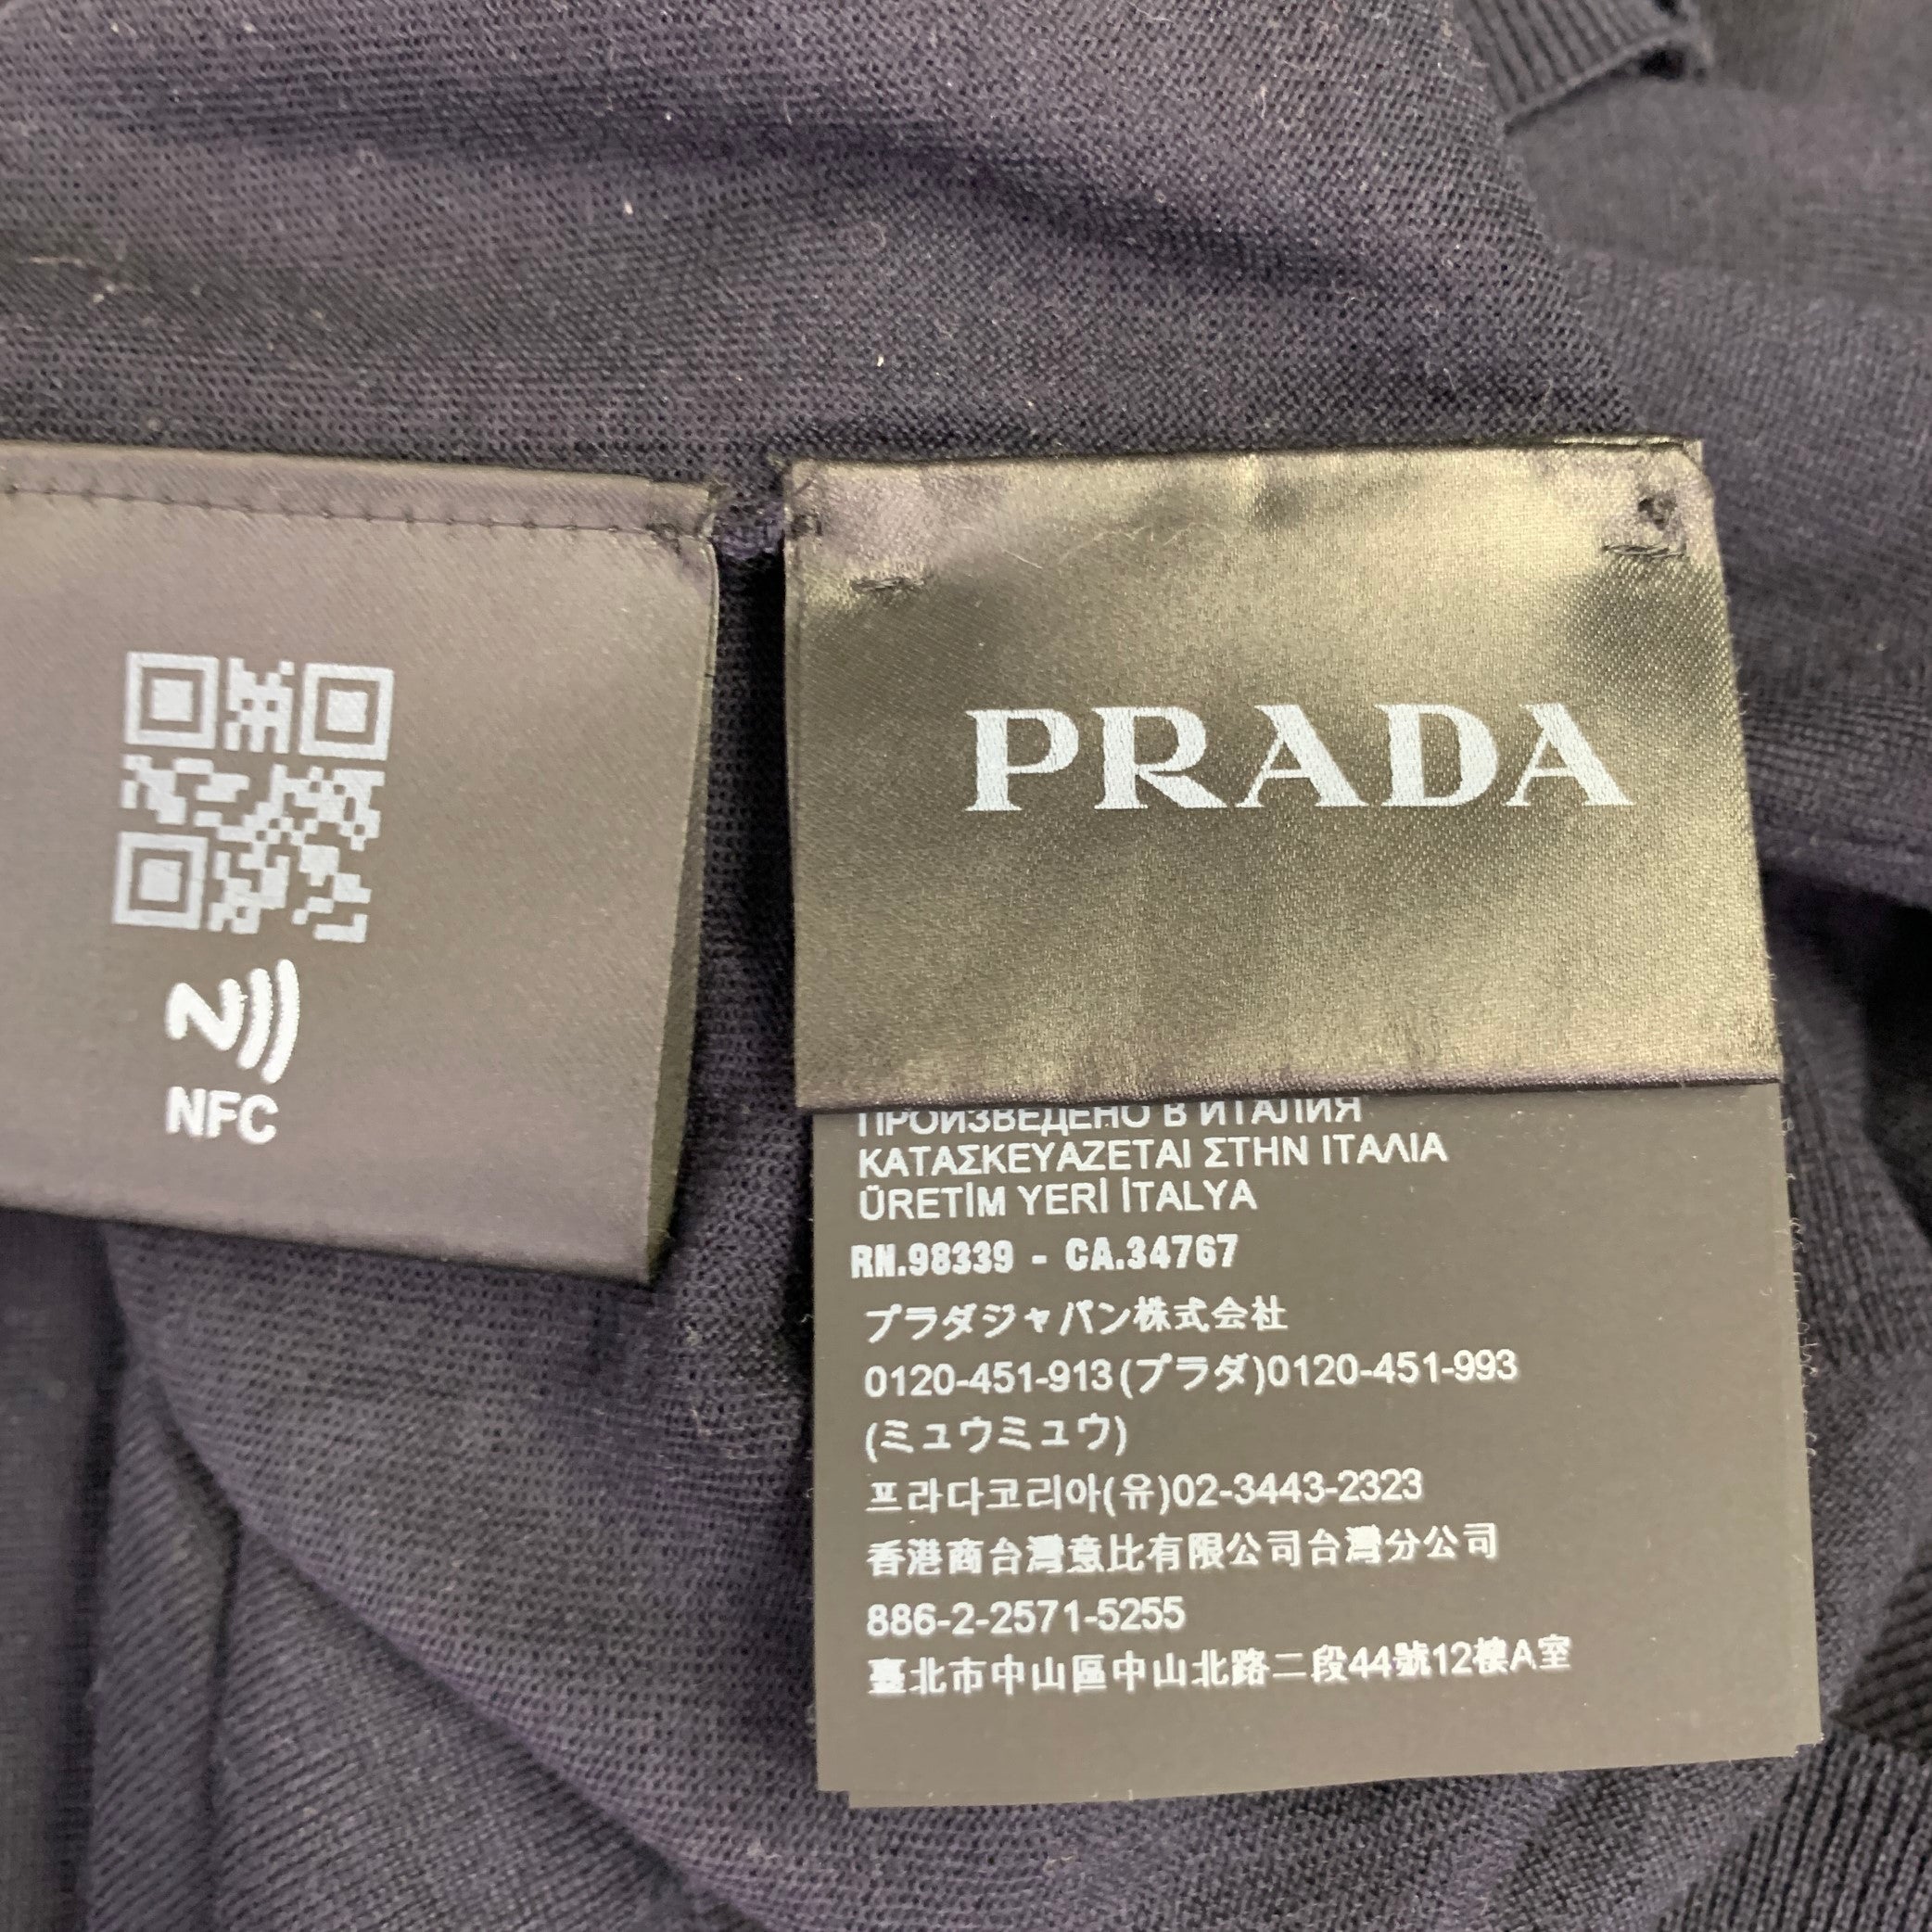 NFC
PRADA
ПРОИЗВЕДЕНО В ИТАЛИЯ
ΚΑΤΑΣΚΕΥΑΖΕΤΑΙ ΣΤΗΝ ΙΤΑΛΙΑ
ÜRETİM YERİ İTALYA
RN.98339 - CA.34767
プラダジャパン株式会社
0120-451-913(プラダ)0120-451-993
(ミュウミュウ)
프라다코리아(유)02-3443-2323
香港商台灣意比有限公司台灣分公司
886-2-2571-5255
臺北市中山區中山北路二段44號12樓A室